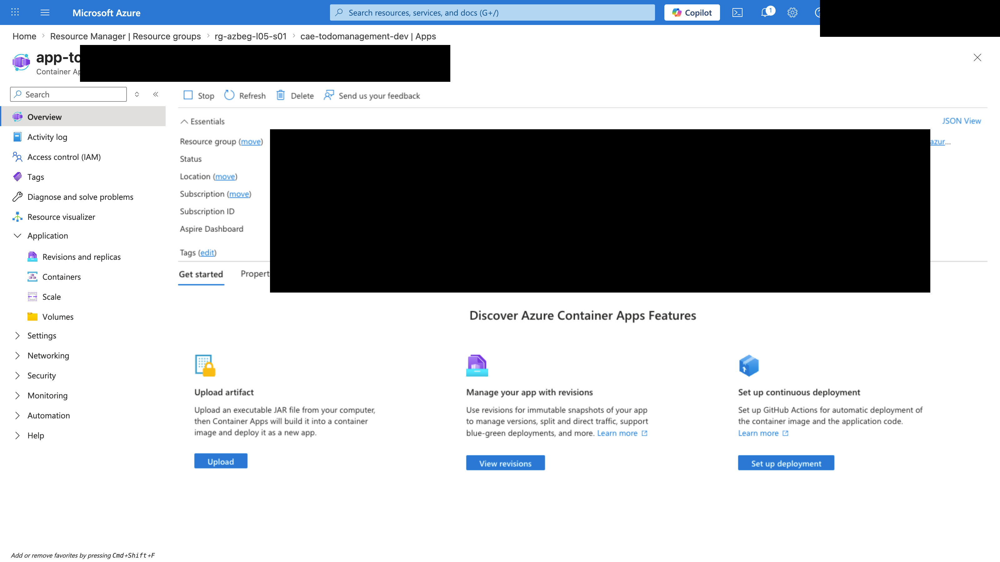 Microsoft Azure
Search resources, services, and docs (G+/)
Copilot
1
Home
Resource Manager | Resource groups
rg-azbeg-l05-s01
cae-todomanagement-dev | Apps
Container
Search
Stop
Refresh
Delete
Send us your feedback
Overview
Activity log
Access control (IAM)
Tags
Diagnose and solve problems
Resource visualizer
Application
Revisions and replicas
Containers
Scale
Volumes
Settings
Networking
Security
Monitoring
Automation
Help
Essentials
JSON View
Resource group (move)
Status
Location (move)
Subscription (move)
Subscription ID
Aspire Dashboard
Tags (edit)
Get started
Discover Azure Container Apps Features
Upload artifact
Upload an executable JAR file from your computer,
then Container Apps will build it into a container
image and deploy it as a new app.
Upload
Manage your app with revisions
Use revisions for immutable snapshots of your app
to manage versions, split and direct traffic, support
blue-green deployments, and more. Learn more
View revisions
Set up continuous deployment
Set up GitHub Actions for automatic deployment of
the container image and the application code.
Learn more
Set up deployment
Add or remove favorites by pressing Cmd+Shift+F